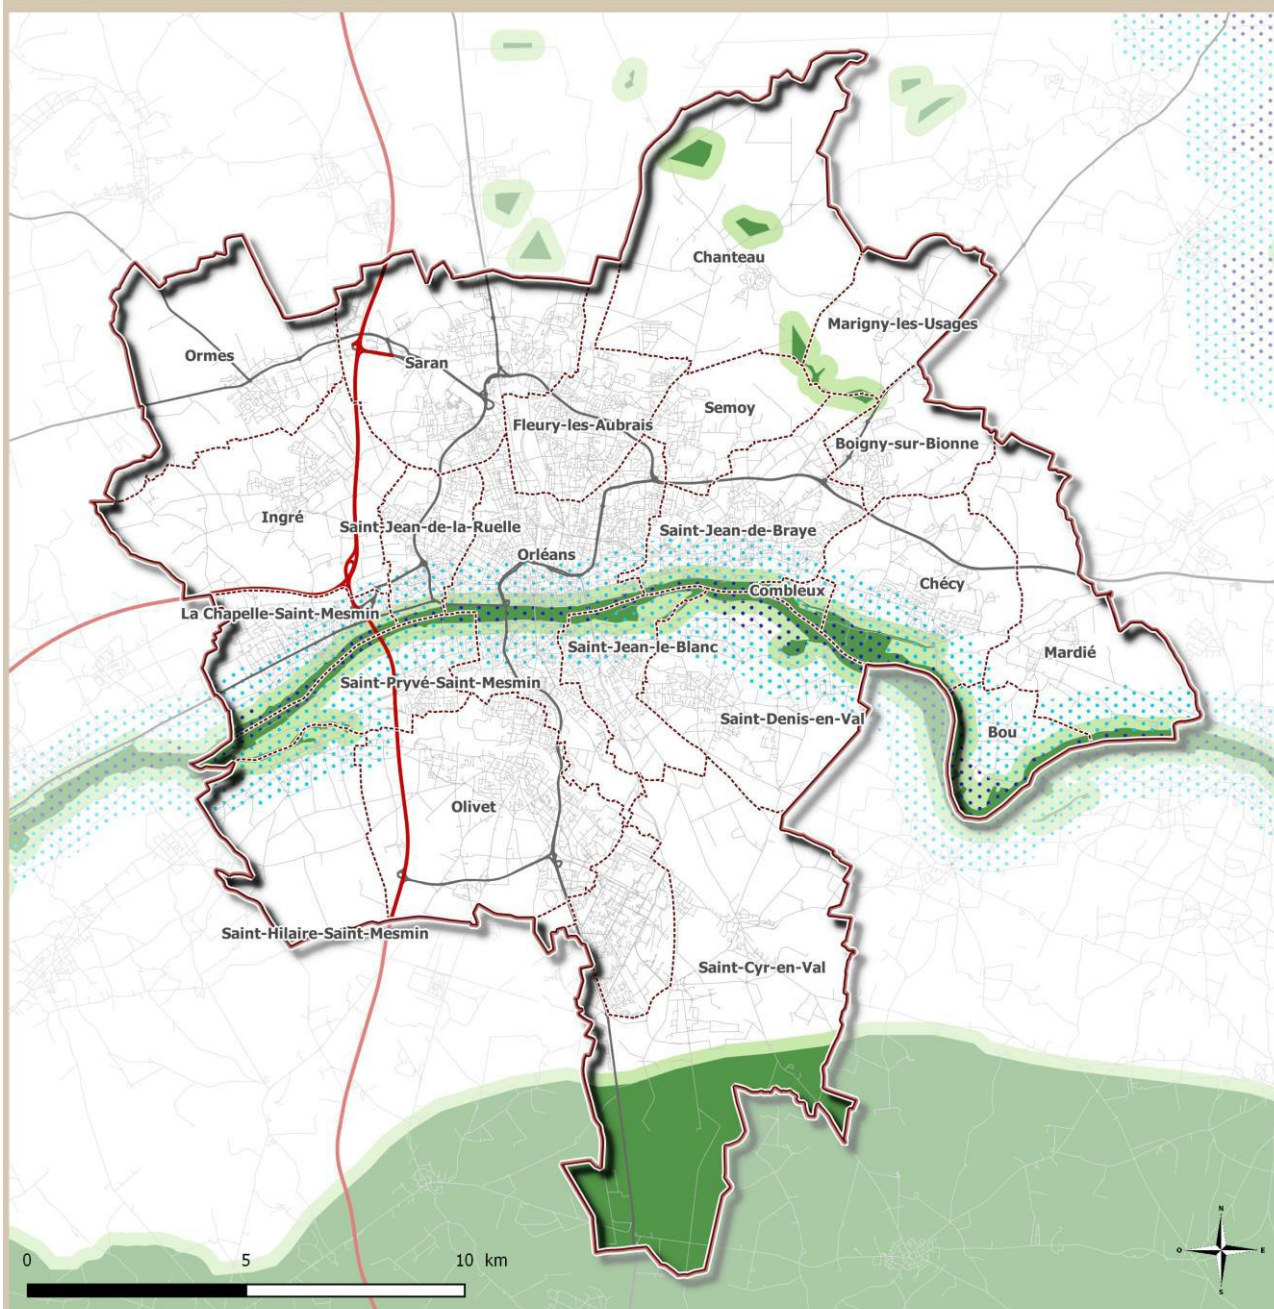 Chanteau
Marigny-les-Usages
Ormes
Saran
Semoy
Fleury-les-Aubrais
Boigny-sur-Bionne
Ingré
Saint-Jean-de-la-Ruelle
Saint-Jean-de-Braye
Orléans
Chécy
Combleux
La Chapelle-Saint-Mesmin
Saint-Jean-le-Blanc
Mardié
Saint-Pryvé-Saint-Mesmin
Saint-Denis-en-Val
Bou
Olivet
Saint-Hilaire-Saint-Mesmin
Saint-Cyr-en-Val
N
O E
S
0 5 10 km